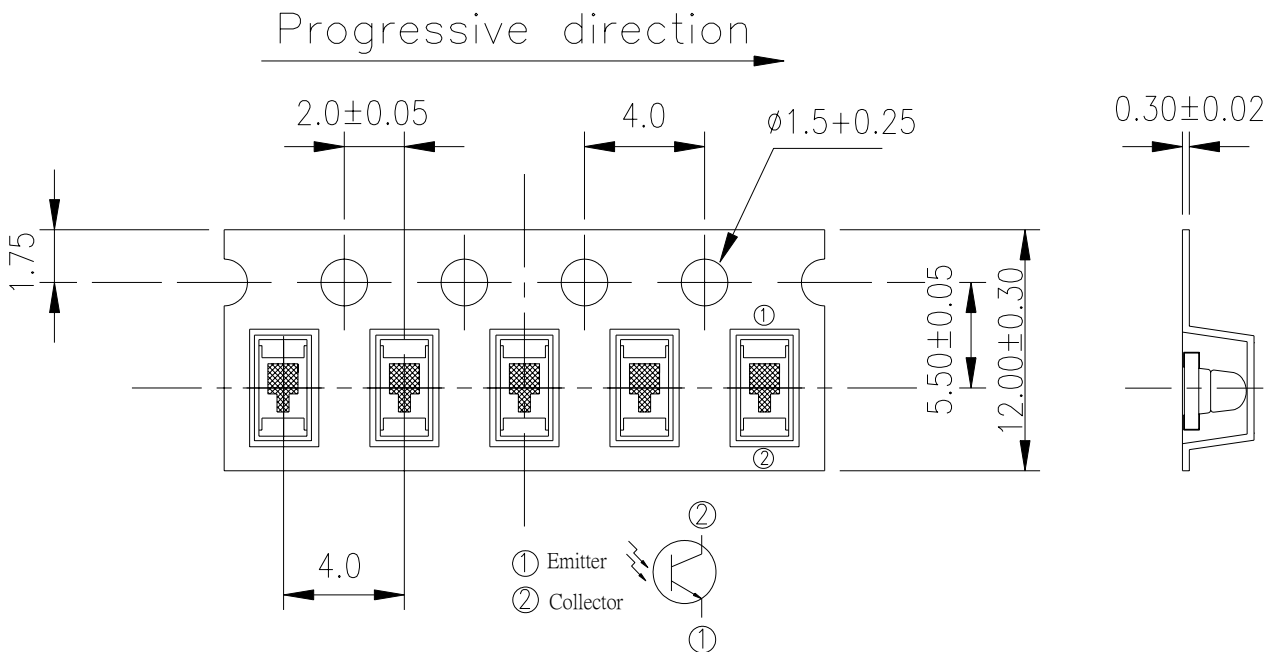 Progressive direction
2.0±0.05
4.0
ø1.5+0.25
0.30±0.02
1.75
5.50±0.05
12.00±0.30
①
②
4.0
① Emitter
② Collector
②
①